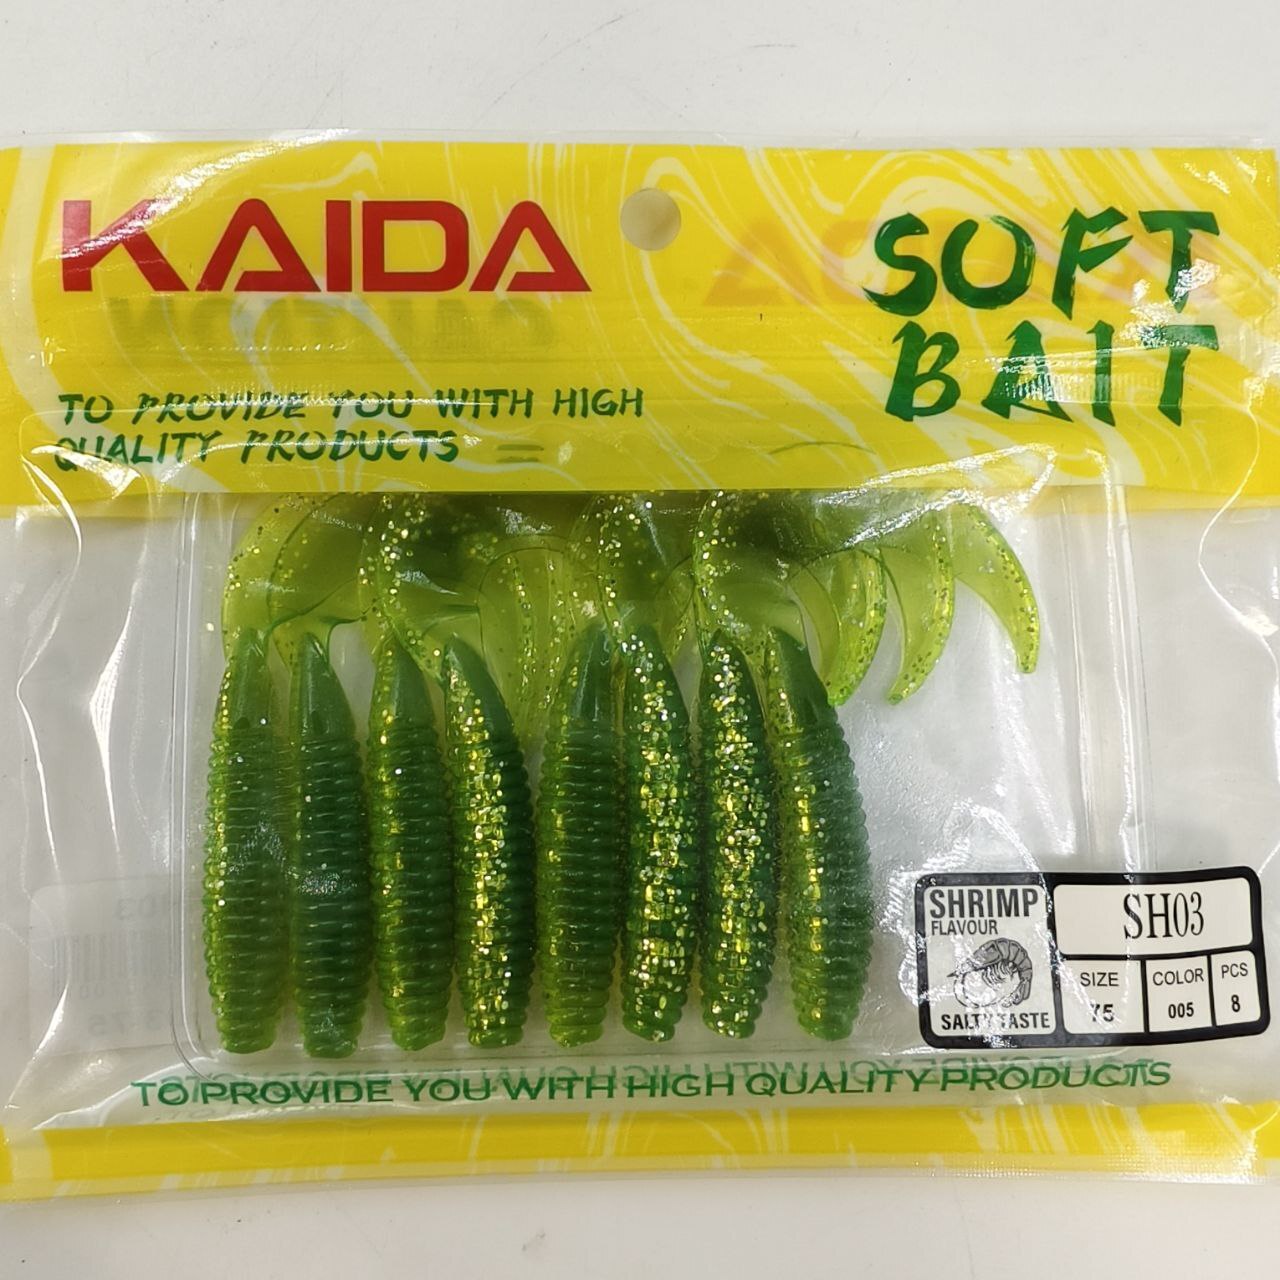 KAIDA
SOFT
BAIT
TO PROVIDE YOU WITH HIGH
QUALITY PRODUCTS
SHRIMP
FLAVOUR
SALTY TASTE
SH03
SIZE
75
COLOR
005
PCS
8
TO PROVIDE YOU WITH HIGH QUALITY PRODUCTS